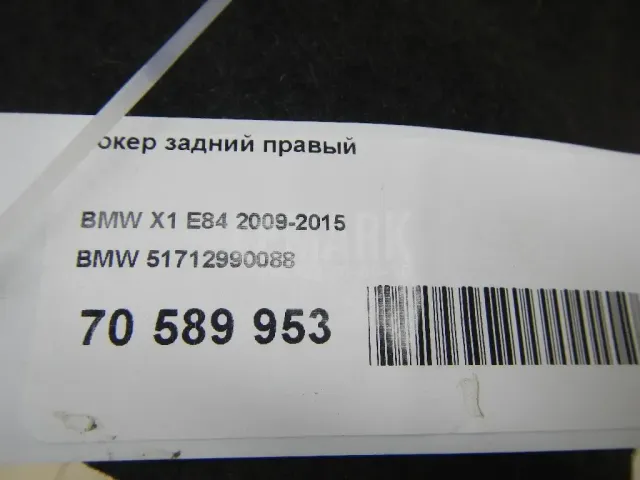 окер задний правый
BMW X1 E84 2009-2015
BMW 51712990088
70 589 953